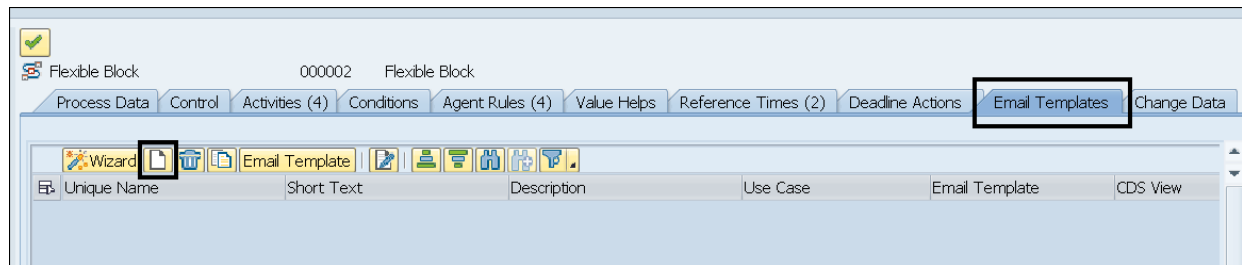 Flexible Block 000002 Flexible Block
Process Data Control Activities (4) Conditions Agent Rules (4) Value Helps Reference Times (2) Deadline Actions Email Templates Change Data
Wizard Email Template
Unique Name Short Text Description Use Case Email Template CDS View